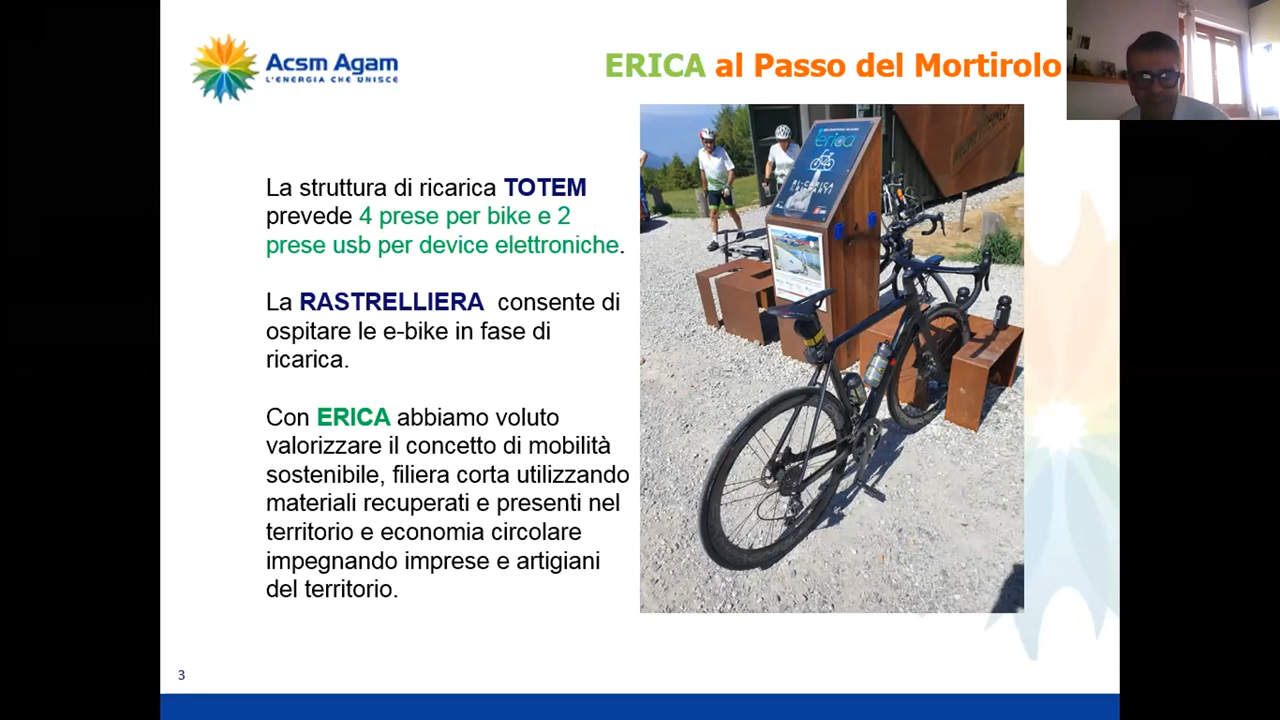 Acsm Agam
L'ENERGIA CHE UNISCE
ERICA al Passo del Mortirolo
La struttura di ricarica TOTEM
prevede 4 prese per bike e 2
prese usb per device elettroniche.
La RASTRELLIERA consente di
ospitare le e-bike in fase di
ricarica.
Con ERICA abbiamo voluto
valorizzare il concetto di mobilità
sostenibile, filiera corta utilizzando
materiali recuperati e presenti nel
territorio e economia circolare
impegnando imprese e artigiani
del territorio.
erica
3